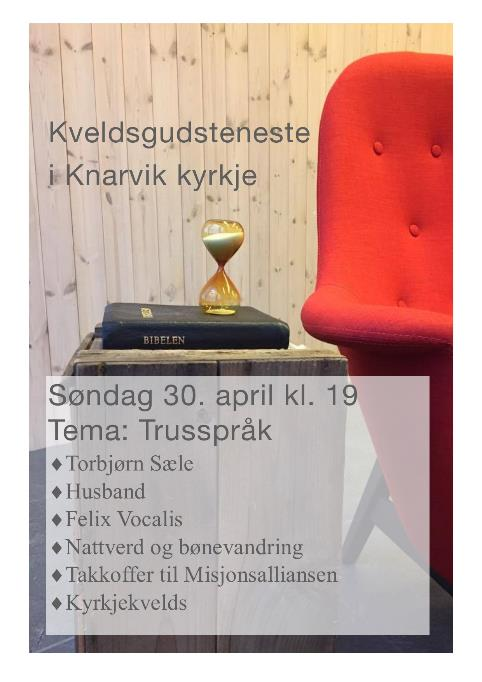 Kveldsgudsteneste
i Knarvik kyrkje
BIBELEN
Søndag 30. april kl. 19
Tema: Trusspråk
♦Torbjørn Sæle
♦Husband
♦Felix Vocalis
♦Nattverd og bønevandring
♦Takkoffer til Misjonsalliansen
♦Kyrkjekvelds